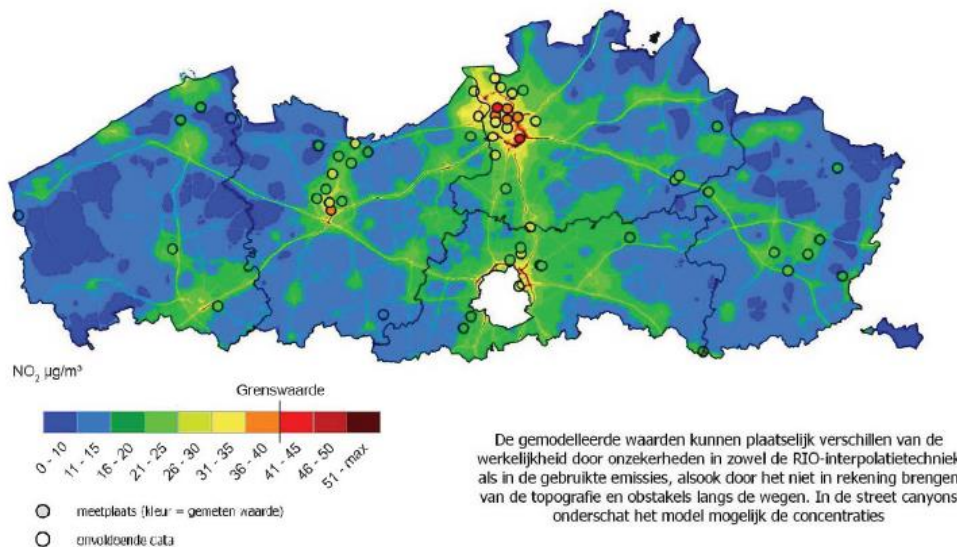 NO₂ µg/m³
Grenswaarde
0 - 10
11 - 15
16 - 20
21 - 25
26 - 30
31 - 35
36 - 40
41 - 45
46 - 50
51 - max
meetplaats (kleur = gemeten waarde)
onvoldoende data
De gemodelleerde waarden kunnen plaatselijk verschillen van de
werkelijkheid door onzekerheden in zowel de RIO-interpolatietechniek
als in de gebruikte emissies, alsook door het niet in rekening brengen
van de topografie en obstakels langs de wegen. In de street canyons
onderschat het model mogelijk de concentraties